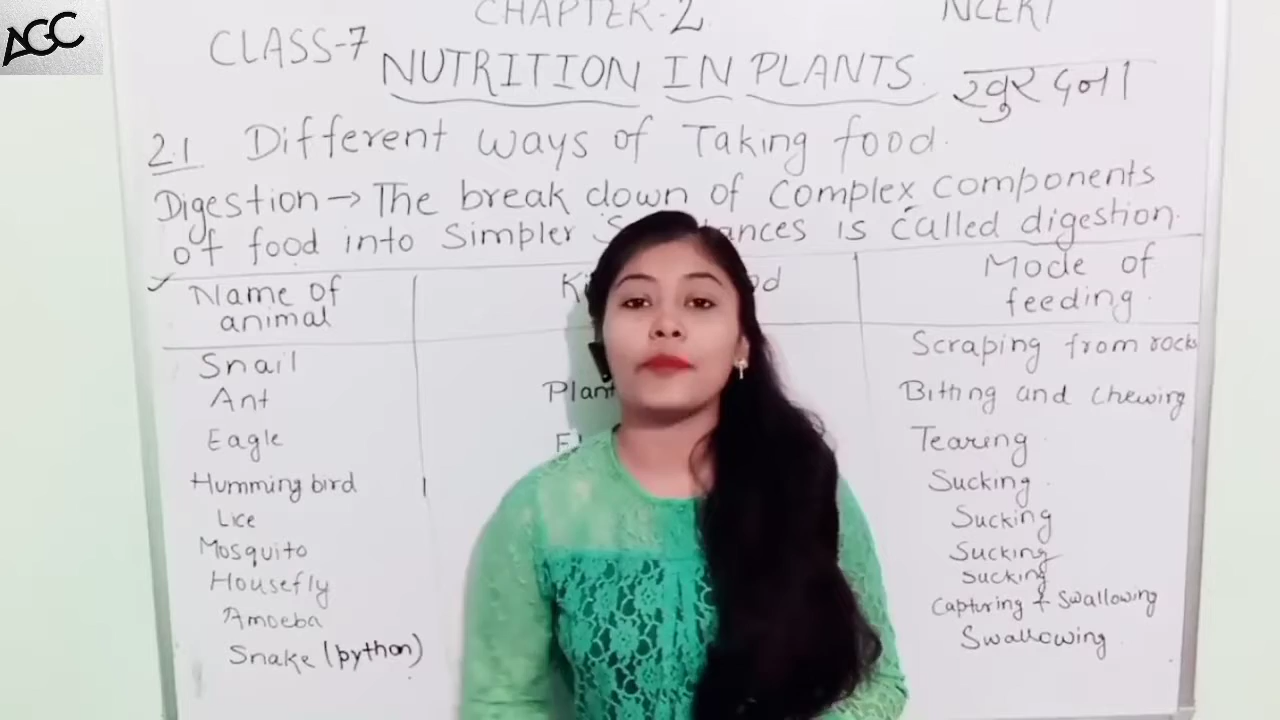 AGC
CHAPTER-2
NCERT
CLASS-7
NUTRITION IN PLANTS.
खुरदना
2.1 Different ways of Taking food.
Digestion → The break down of Complex Components
of food into Simpler is called digestion.
Name of animal
Mode of feeding.
Snail
Scraping from rocks
Ant
Plant
Bitting and Chewing
Eagle
Tearing
Humming bird
Sucking
Lice
Sucking
Mosquito
Sucking
Housefly
Sucking
Amoeba
Capturing + Swallowing
Snake (python)
Swallowing